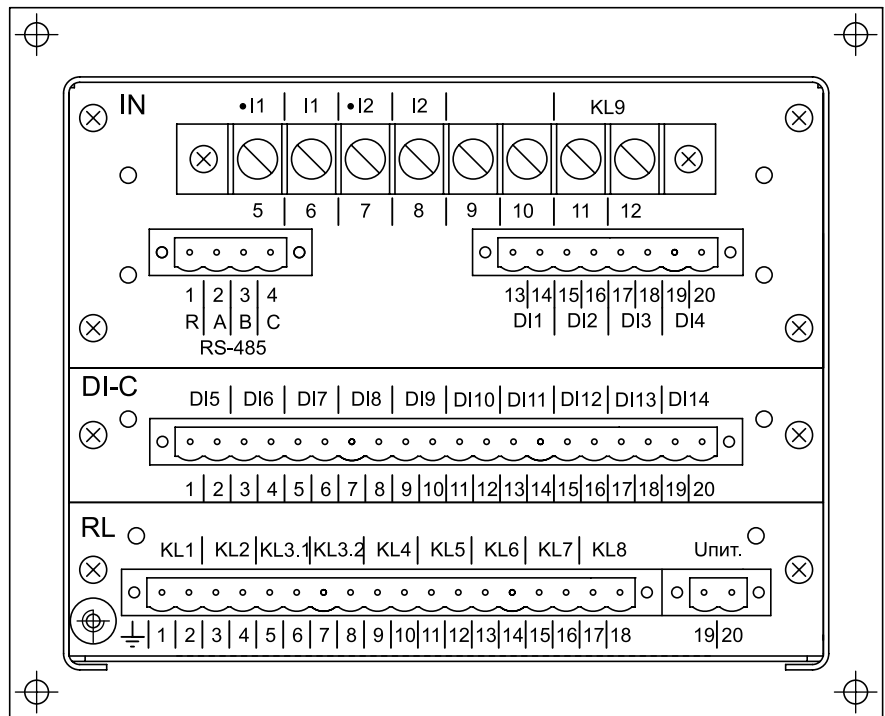 IN •I1 I1 •I2 I2 KL9
5 6 7 8 9 10 11 12
1 2 3 4 13 14 15 16 17 18 19 20
R A B C DI1 DI2 DI3 DI4
RS-485
DI-C
DI5 DI6 DI7 DI8 DI9 DI10 DI11 DI12 DI13 DI14
1 2 3 4 5 6 7 8 9 10 11 12 13 14 15 16 17 18 19 20
RL
KL1 KL2 KL3.1 KL3.2 KL4 KL5 KL6 KL7 KL8 Uпит.
1 2 3 4 5 6 7 8 9 10 11 12 13 14 15 16 17 18 19 20